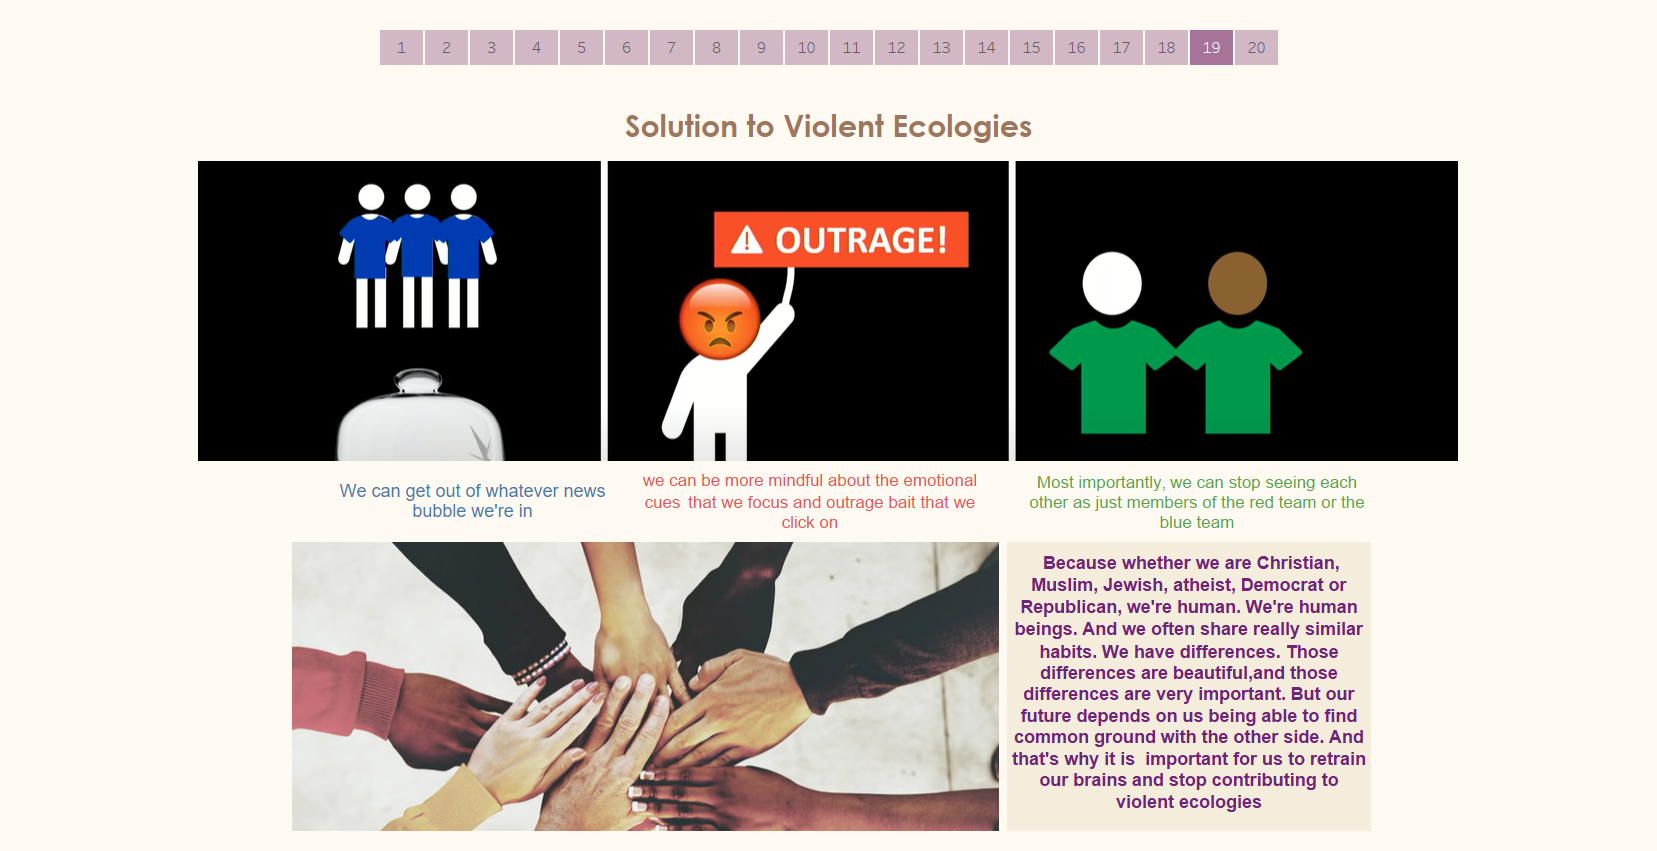 1 2 3 4 5 6 7 8 9 10 11 12 13 14 15 16 17 18 19 20
Solution to Violent Ecologies
OUTRAGE!
We can get out of whatever news
bubble we're in
we can be more mindful about the emotional
cues  that we focus and outrage bait that we
click on
Most importantly, we can stop seeing each
other as just members of the red team or the
blue team
Because whether we are Christian,
Muslim, Jewish, atheist, Democrat or
Republican, we're human. We're human
beings. And we often share really similar
habits. We have differences. Those
differences are beautiful,and those
differences are very important. But our
future depends on us being able to find
common ground with the other side. And
that's why it is  important for us to retrain
our brains and stop contributing to
violent ecologies